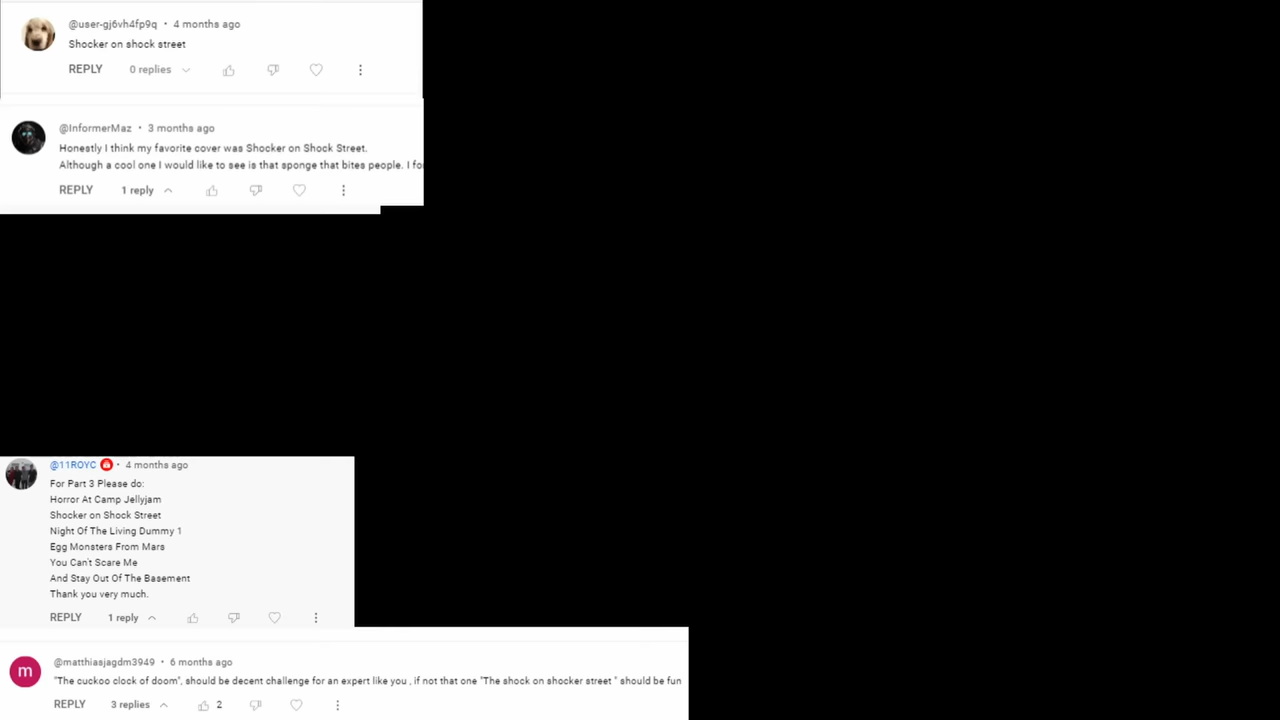 @user-gj6vh4fp9q • 4 months ago
Shocker on shock street
REPLY 0 replies
@InformerMaz • 3 months ago
Honestly I think my favorite cover was Shocker on Shock Street.
Although a cool one I would like to see is that sponge that bites people. I fo
REPLY 1 reply
@11ROYC • 4 months ago
For Part 3 Please do:
Horror At Camp Jellyjam
Shocker on Shock Street
Night Of The Living Dummy 1
Egg Monsters From Mars
You Can't Scare Me
And Stay Out Of The Basement
Thank you very much.
REPLY 1 reply
m
@matthiasjagdm3949 • 6 months ago
"The cuckoo clock of doom", should be decent challenge for an expert like you , if not that one "The shock on shocker street " should be fun
REPLY 3 replies 2